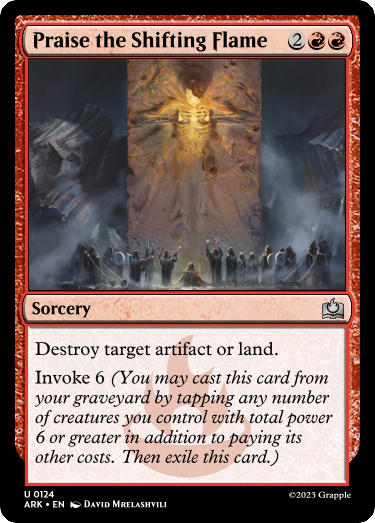 Praise the Shifting Flame 2
Sorcery
Destroy target artifact or land.
Invoke 6 (You may cast this card from
your graveyard by tapping any number
of creatures you control with total power
6 or greater in addition to paying its
other costs. Then exile this card.)
U 0124
ARK • EN David Mrelashvili
©2023 Grapple